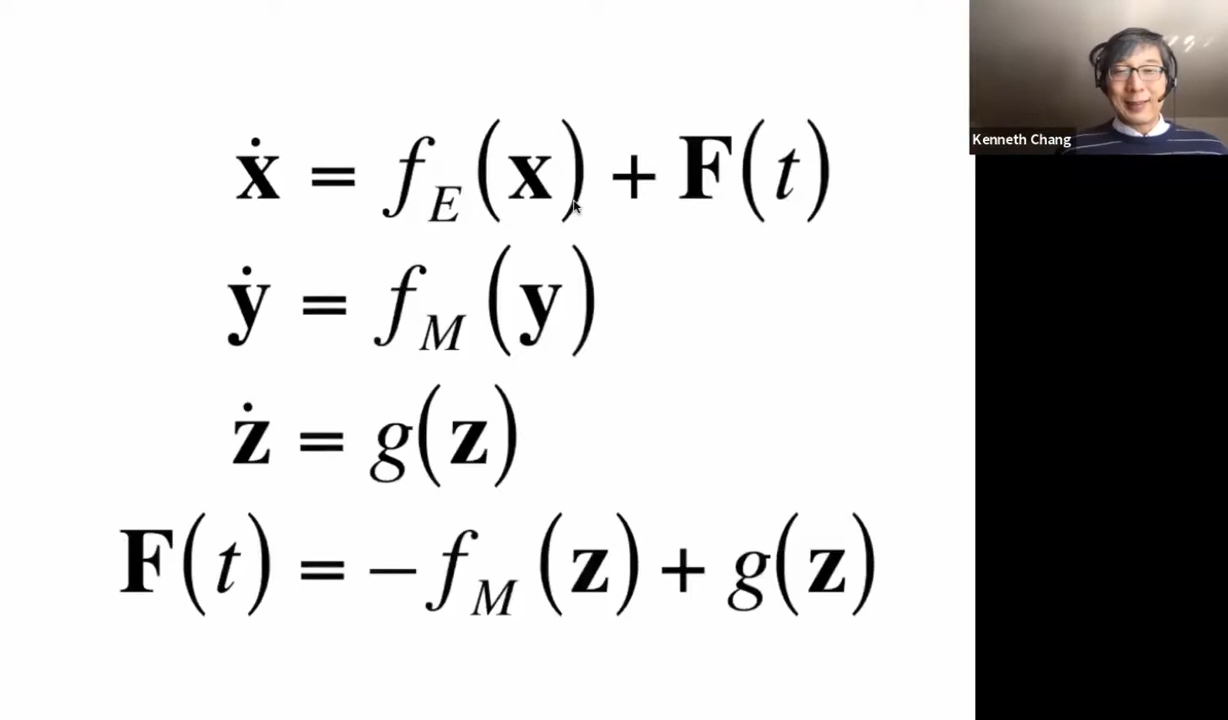 ẋ = f_E(x) + F(t)
ẏ = f_M(y)
ż = g(z)
F(t) = −f_M(z) + g(z)
Kenneth Chang